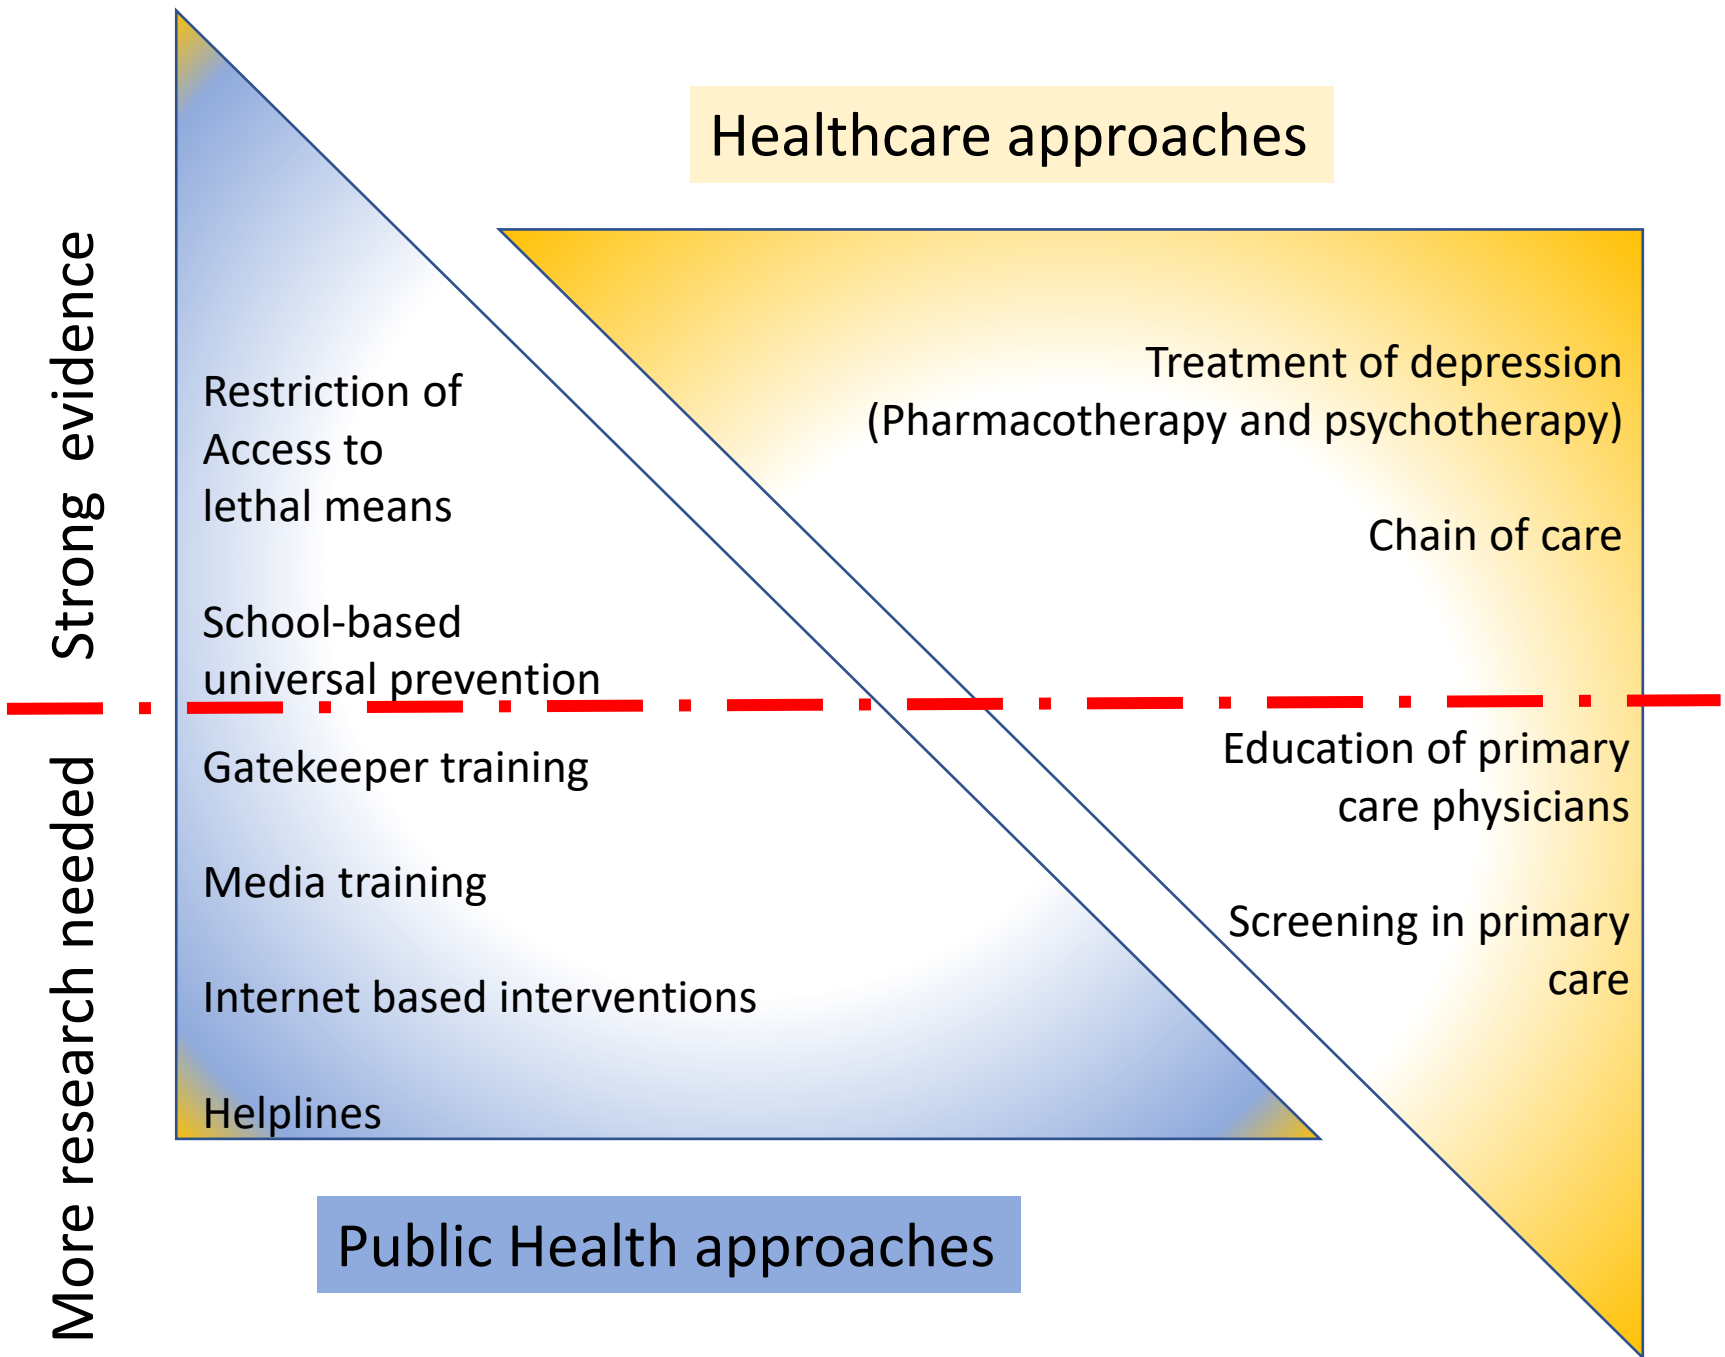 Healthcare approaches
Strong evidence
Restriction of
Access to
lethal means
School-based
universal prevention
Treatment of depression
(Pharmacotherapy and psychotherapy)
Chain of care
More research needed
Gatekeeper training
Media training
Internet based interventions
Helplines
Education of primary
care physicians
Screening in primary
care
Public Health approaches